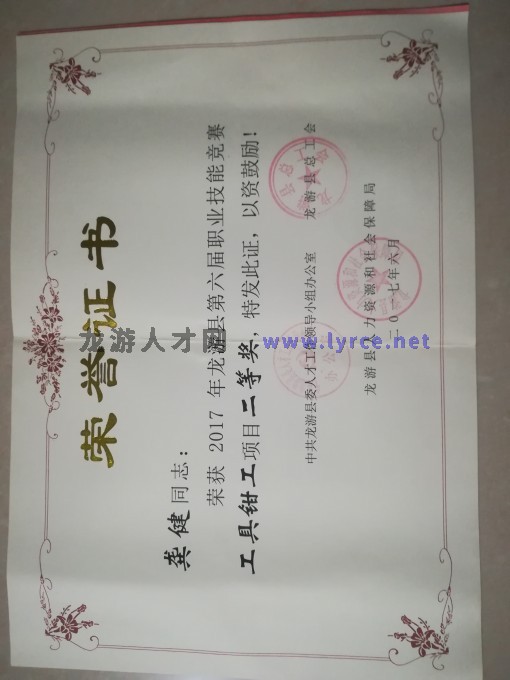 荣誉证书
龚健同志：
荣获 2017 年龙游县第六届职业技能竞赛
工具钳工项目二等奖，特发此证，以资鼓励！
中共龙游县委人才工作领导小组办公室 龙游县总工会
龙游县人力资源和社会保障局
二〇一七年六月
龙游人才网 www.lyrce.net